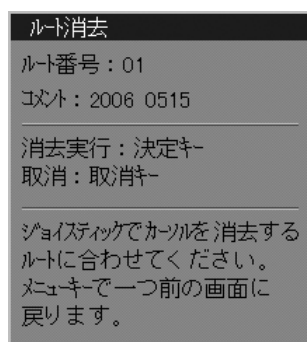 ルート消去
ルート番号：01
コメント：2006 0515
消去実行：決定キー
取消：取消キー
ジョイスティックでカーソルを消去する
ルートに合わせてください。
メニューキーで一つ前の画面に
戻ります。